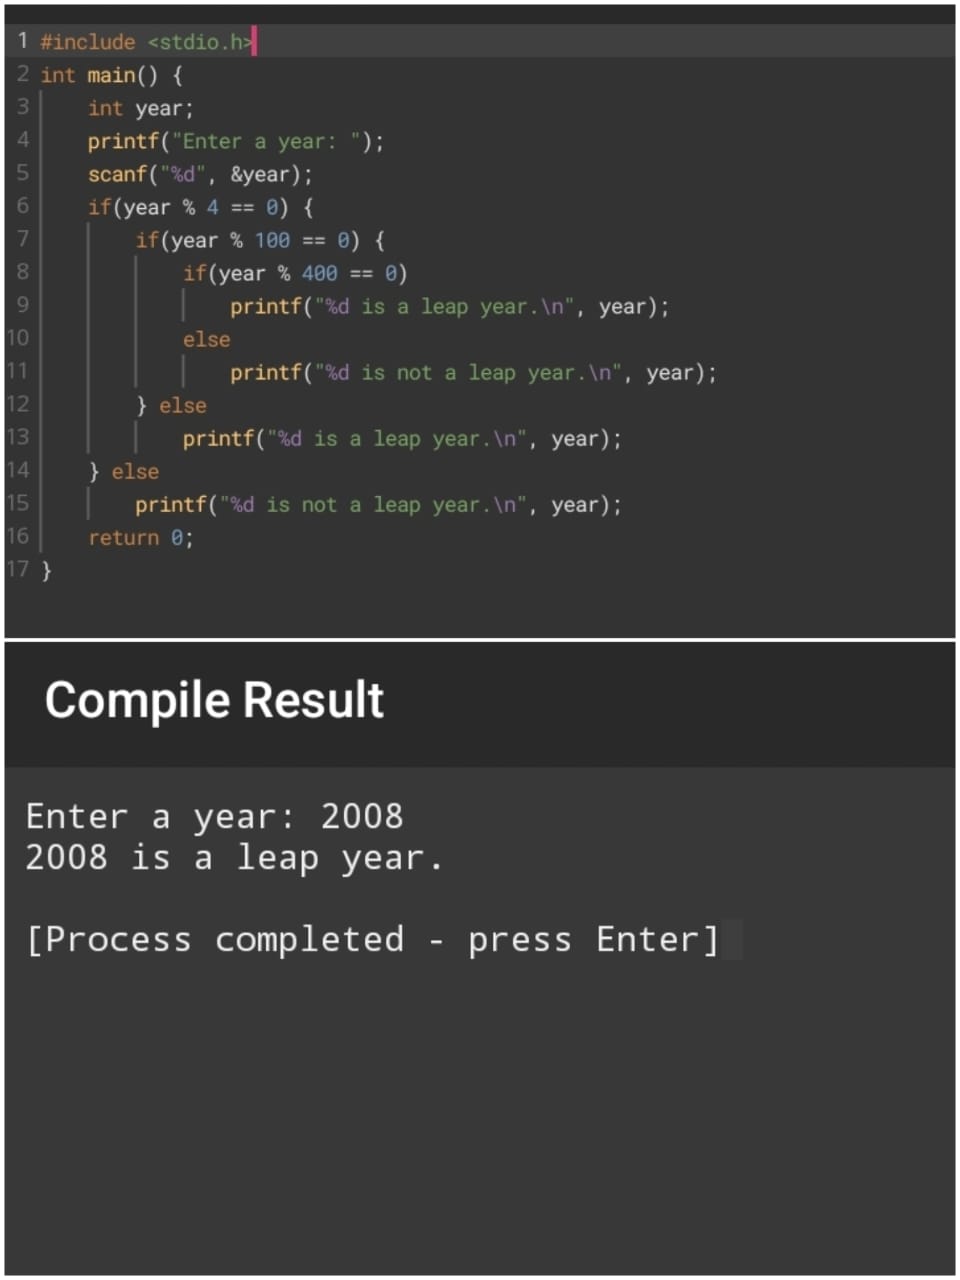 1 #include <stdio.h>
2 int main() {
3     int year;
4     printf("Enter a year: ");
5     scanf("%d", &year);
6     if(year % 4 == 0) {
7         if(year % 100 == 0) {
8             if(year % 400 == 0)
9                 printf("%d is a leap year.\n", year);
10             else
11                 printf("%d is not a leap year.\n", year);
12         } else
13             printf("%d is a leap year.\n", year);
14     } else
15         printf("%d is not a leap year.\n", year);
16     return 0;
17 }
Compile Result
Enter a year: 2008
2008 is a leap year.
[Process completed - press Enter]